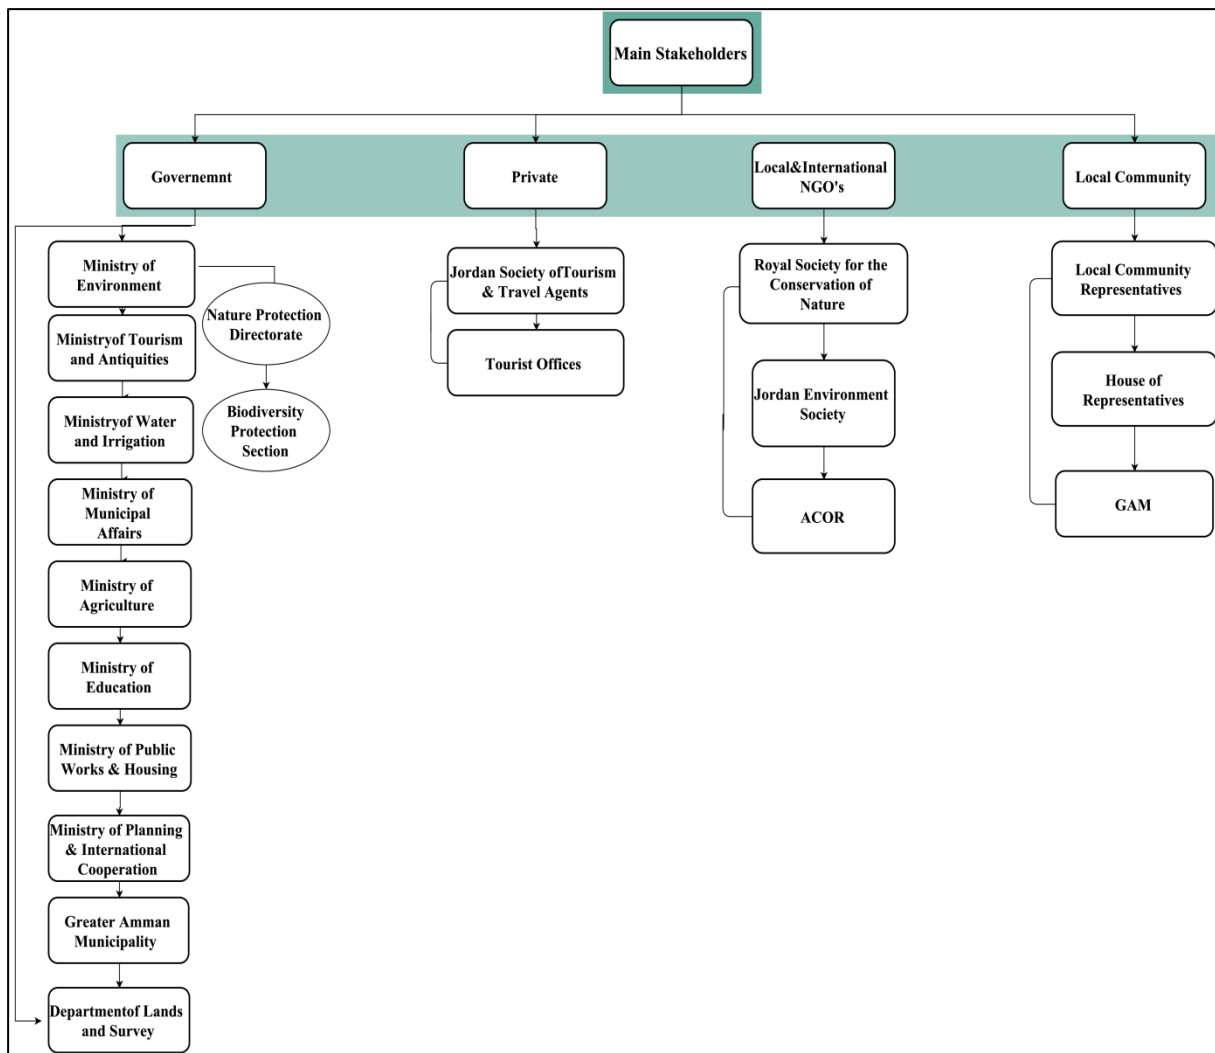 Main Stakeholders
Governemnt
Private
Local&International
NGO's
Local Community
Ministry of
Environment
Nature Protection
Directorate
Biodiversity
Protection
Section
Ministryof Tourism
and Antiquities
Ministryof Water
and Irrigation
Ministry of
Municipal
Affairs
Ministry of
Agriculture
Ministry of
Education
Ministry of Public
Works & Housing
Ministry of Planning
& International
Cooperation
Greater Amman
Municipality
Departmentof Lands
and Survey
Jordan Society ofTourism
& Travel Agents
Tourist Offices
Royal Society for the
Conservation of
Nature
Jordan Environment
Society
ACOR
Local Community
Representatives
House of
Representatives
GAM